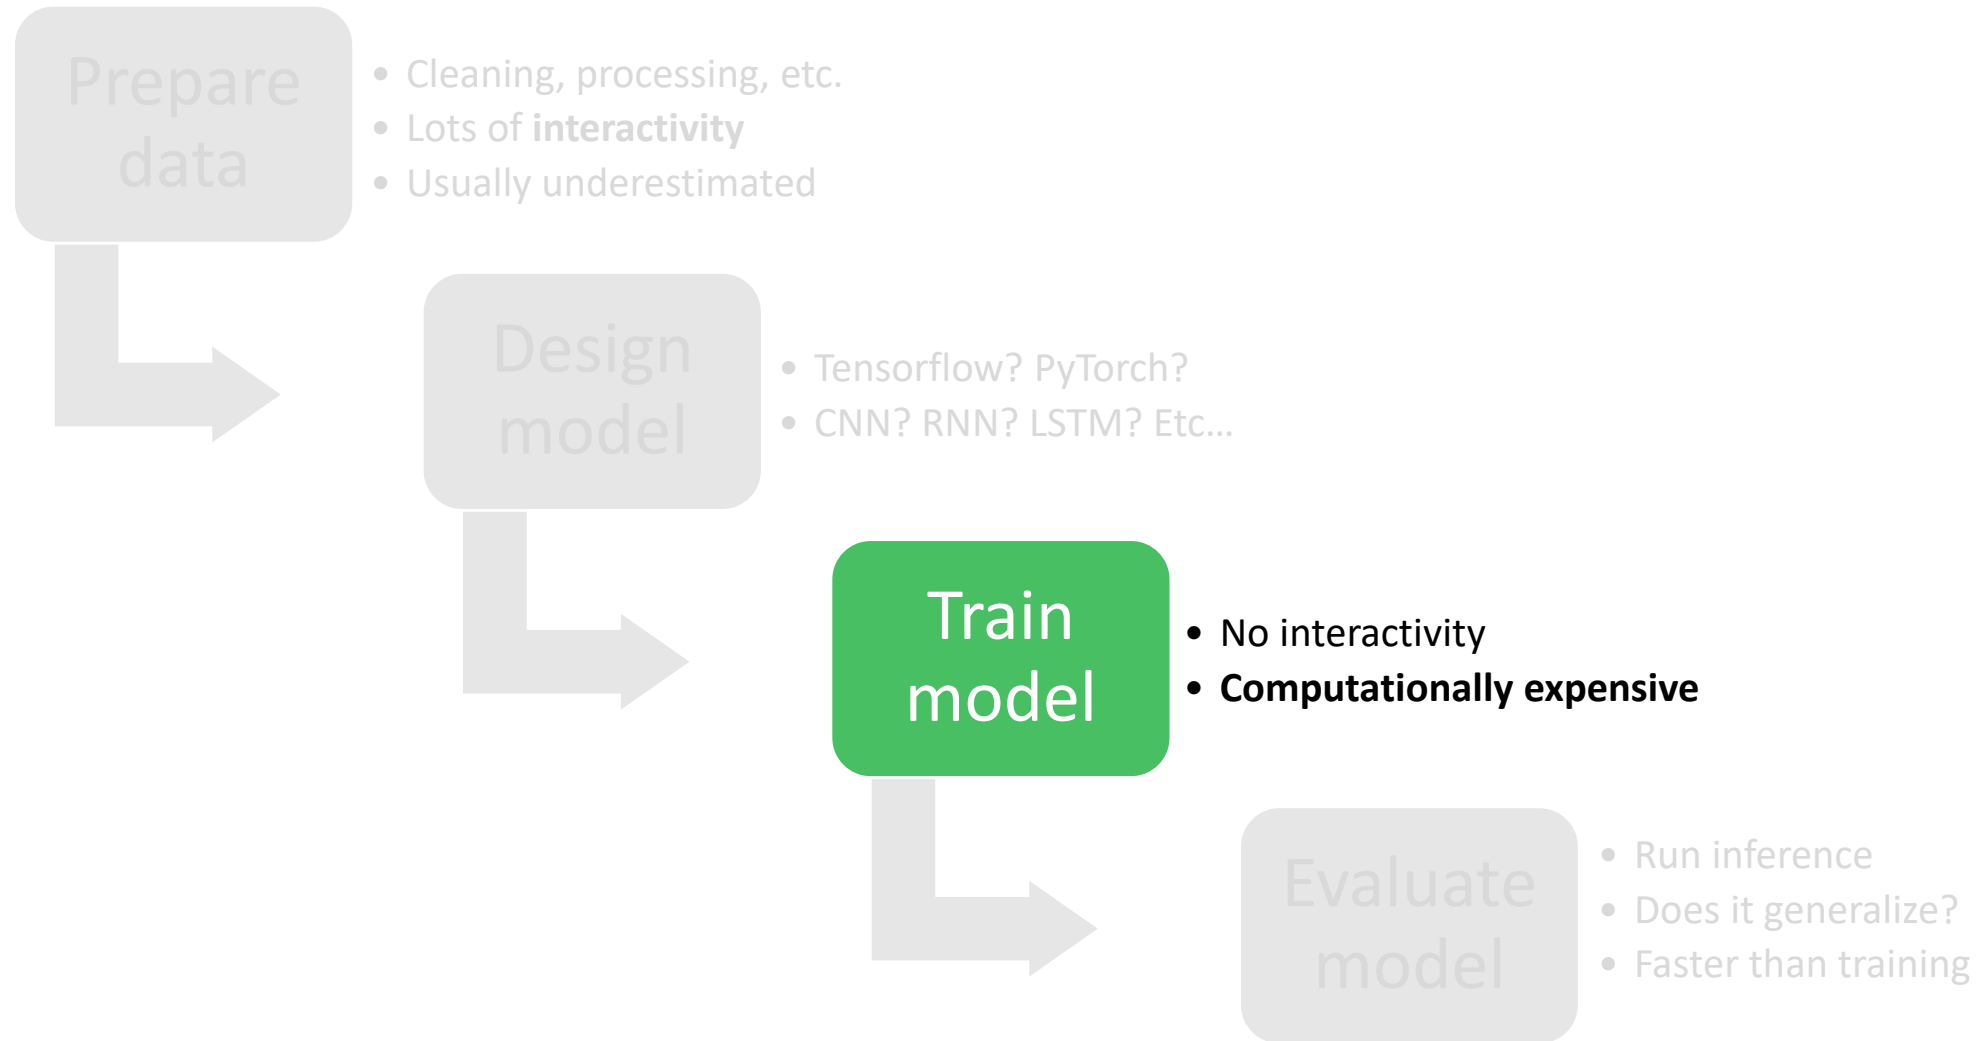 Prepare
data
• Cleaning, processing, etc.
• Lots of interactivity
• Usually underestimated
Design
model
• Tensorflow? PyTorch?
• CNN? RNN? LSTM? Etc...
Train
model
• No interactivity
• Computationally expensive
Evaluate
model
• Run inference
• Does it generalize?
• Faster than training